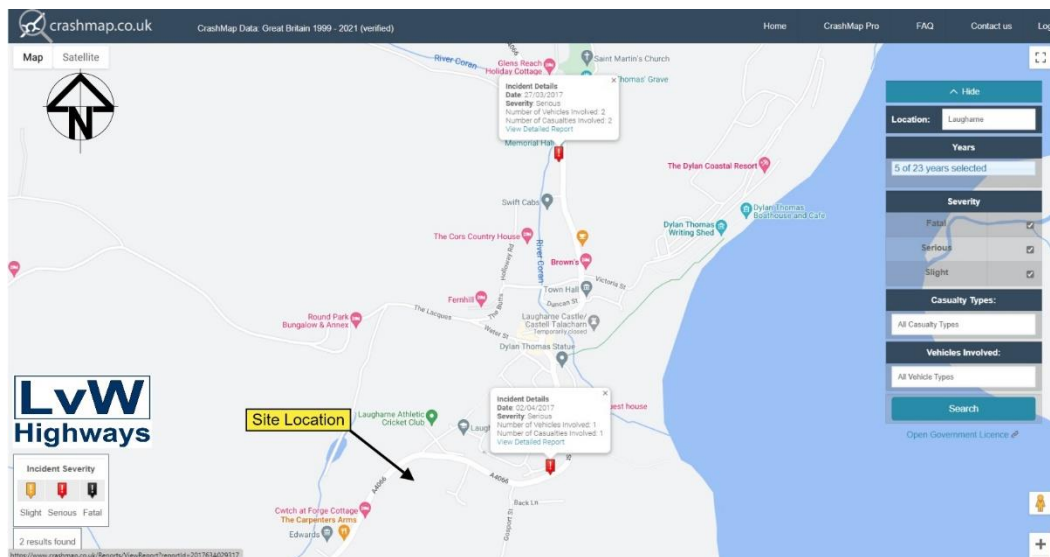 crashmap.co.uk
CrashMap Data: Great Britain 1999 - 2021 (verified)
Home
CrashMap Pro
FAQ
Contact us
Map
Satellite
N
River Coran
Glens Reach
Holiday Cottage
Saint Martin's Church
Thomas' Grave
Incident Details
Date: 27/03/2017
Severity: Serious
Number of Vehicles Involved: 2
Number of Casualties Involved: 2
View Detailed Report
Memorial Hall
The Dylan Coastal Resort
Swift Cabs
Dylan Thomas
Boathouse and Cafe
Dylan Thomas
Writing Shed
The Cors Country House
Holloway Rd
River Coran
Brown's
Victoria St
Town Hall
Duncan St
Fernhill
The Butts
The Lacques
Water St
Round Park
Bungalow & Annex
Laugharne Castle/
Castell Talacharn
Temporarily closed
Dylan Thomas Statue
Incident Details
Date: 02/04/2017
Severity: Serious
Number of Vehicles Involved: 1
Number of Casualties Involved: 1
View Detailed Report
uest house
Laugharne Athletic
Cricket Club
Laug
Site Location
A4066
A4066
Back Ln
Gosport St
Cwtch at Forge Cottage
The Carpenters Arms
Edwards
LvW
Highways
Incident Severity
Slight Serious Fatal
2 results found
Hide
Location: Laugharne
Years
5 of 23 years selected
Severity
Fatal
Serious
Slight
Casualty Types:
All Casualty Types
Vehicles Involved:
All Vehicle Types
Search
Open Government Licence